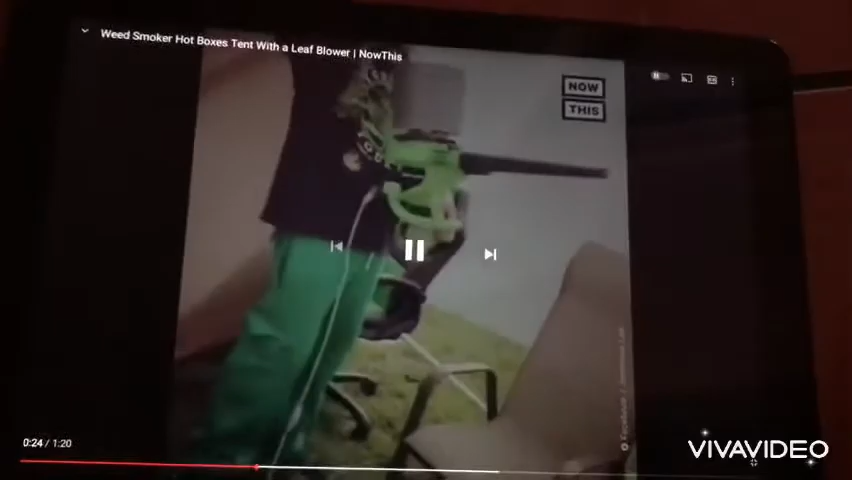 Weed Smoker Hot Boxes Tent With a Leaf Blower | NowThis
NOW
THIS
0:24 / 1:20
VIVAVIDEO